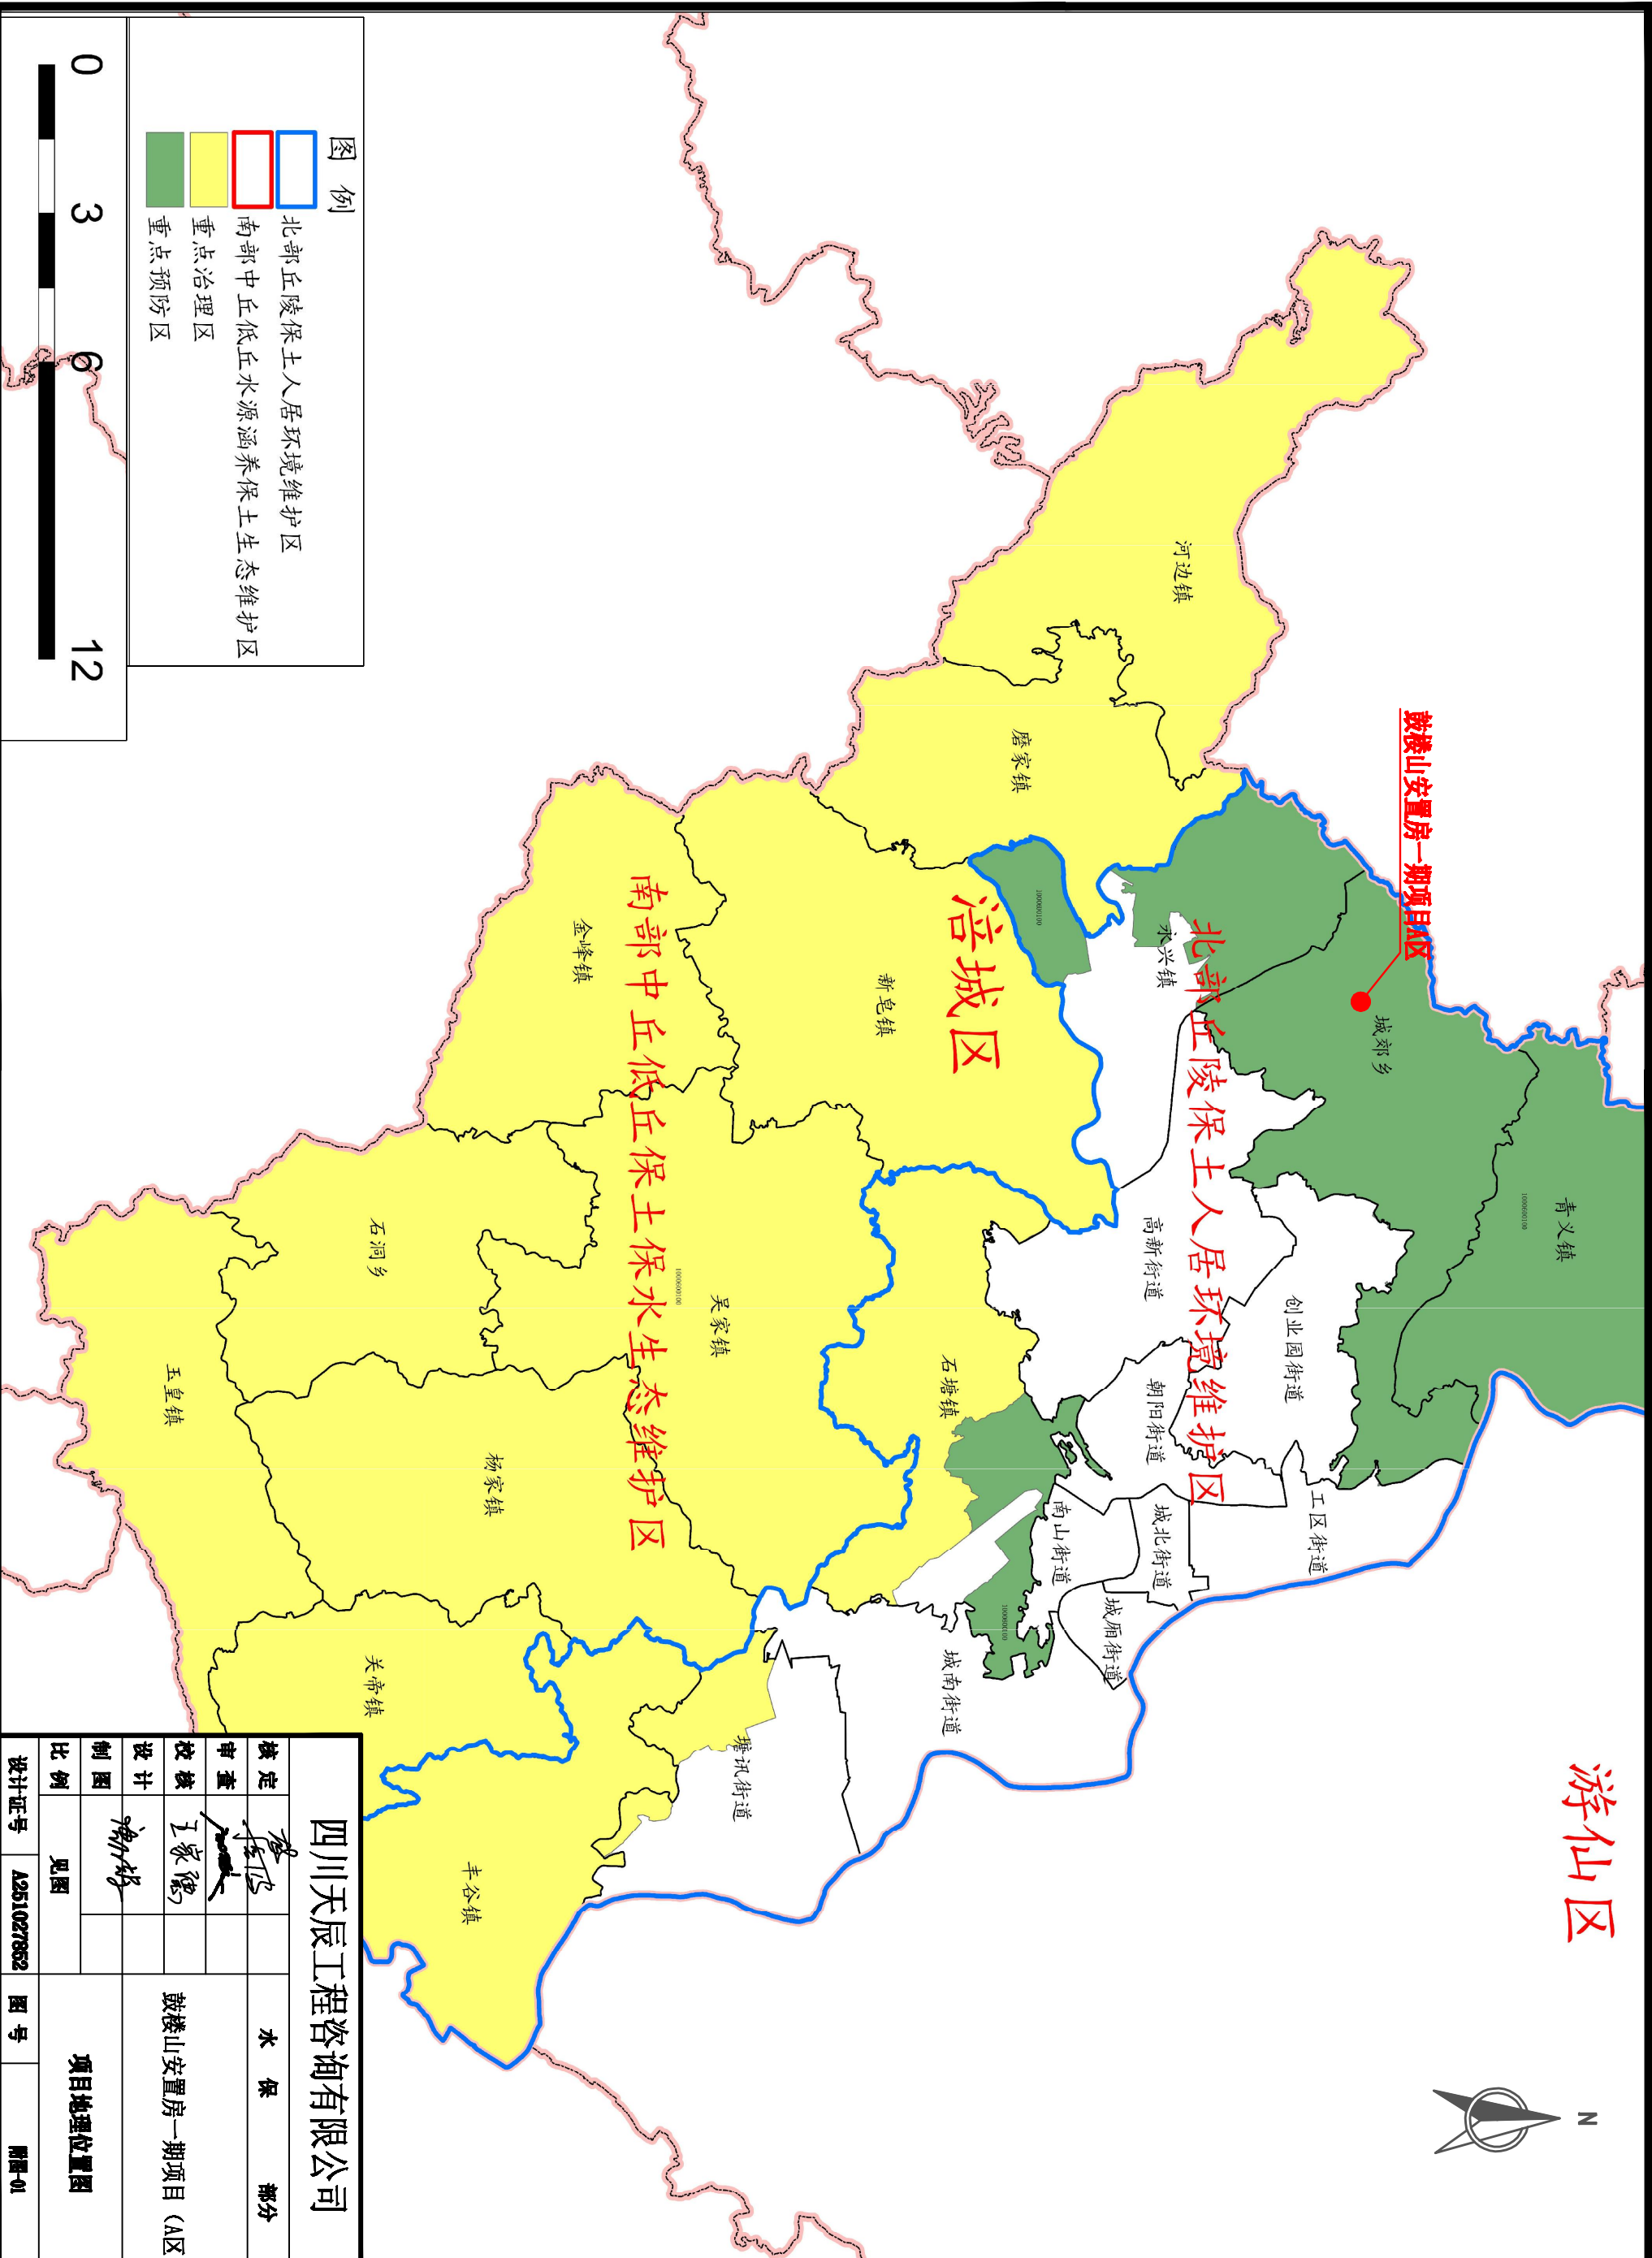 游仙区
N
鼓楼山安置房一期项目A区
青义镇
1000600100
城郊乡
北部丘陵保土人居环境维护区
永兴镇
河边镇
磨家镇
1000600100
涪城区
新皂镇
高新街道
创业园街道
朝阳街道
工区街道
城北街道
城厢街道
南山街道
1000600100
城南街道
石塘镇
塘讯街道
南部中丘低丘保土保水生态维护区
金峰镇
吴家镇
1000600100
石洞乡
杨家镇
玉皇镇
关帝镇
丰谷镇
图 例
北部丘陵保土人居环境维护区
南部中丘低丘水源涵养保土生态维护区
重点治理区
重点预防区
0 3 6 12
四川天辰工程咨询有限公司
核 定
水 保 部分
审 查
校 核
王家德
鼓楼山安置房一期项目（A区
设 计
制 图
比 例
见图
项目地理位置图
设计证号
A251027862
图 号
附图-01